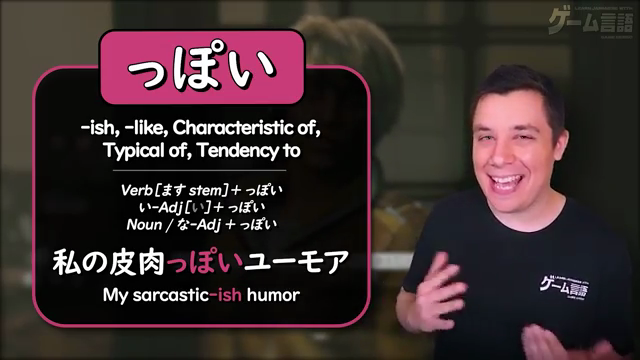 っぽい
-ish, -like, Characteristic of,
Typical of, Tendency to
Verb [ます stem] + っぽい
い-Adj [い] + っぽい
Noun / な-Adj + っぽい
私の皮肉っぽいユーモア
My sarcastic-ish humor
ゲーム言語
ゲーム言語